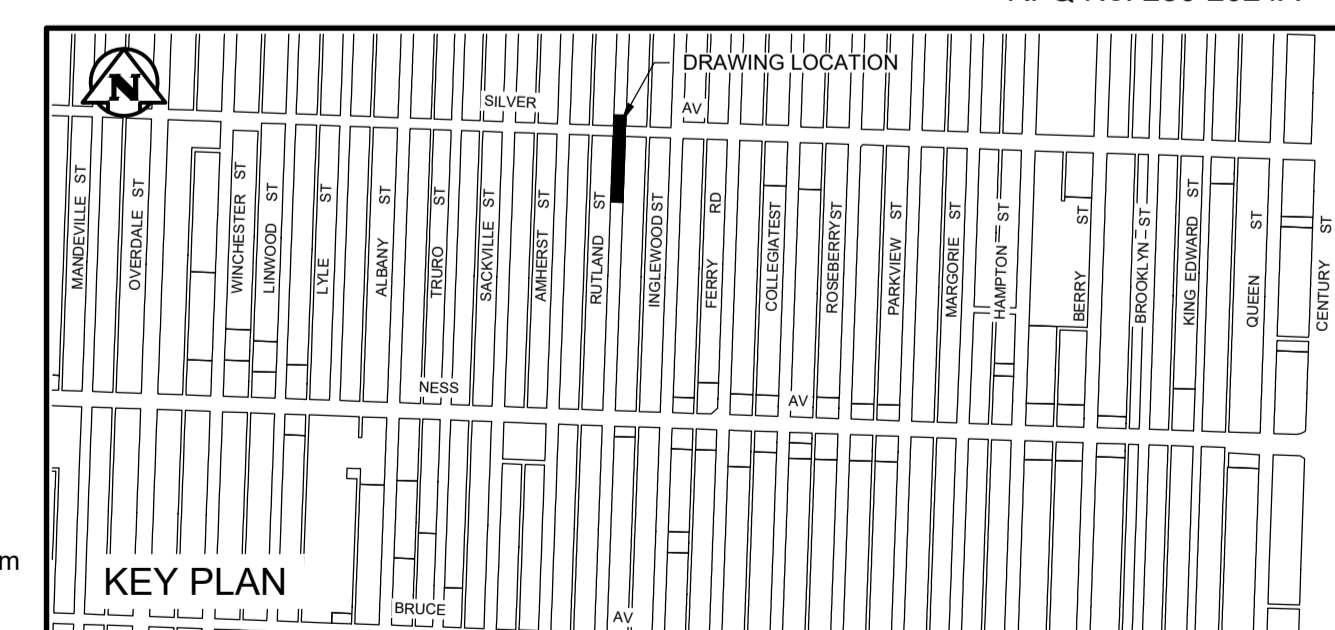 N
DRAWING LOCATION
SILVER AV
MANDEVILLE ST
OVERDALE ST
WINCHESTER ST
LINWOOD ST
LYLE ST
ALBANY ST
TRURO ST
SACKVILLE ST
AMHERST ST
RUTLAND ST
INGLEWOOD ST
FERRY RD
COLLEGIATE ST
ROSEBERRY ST
PARKVIEW ST
MARGORIE ST
HAMPTON ST
BERRY ST
BROOKLYN ST
KING EDWARD ST
QUEEN ST
CENTURY ST
NESS AV
m
KEY PLAN
BRUCE AV